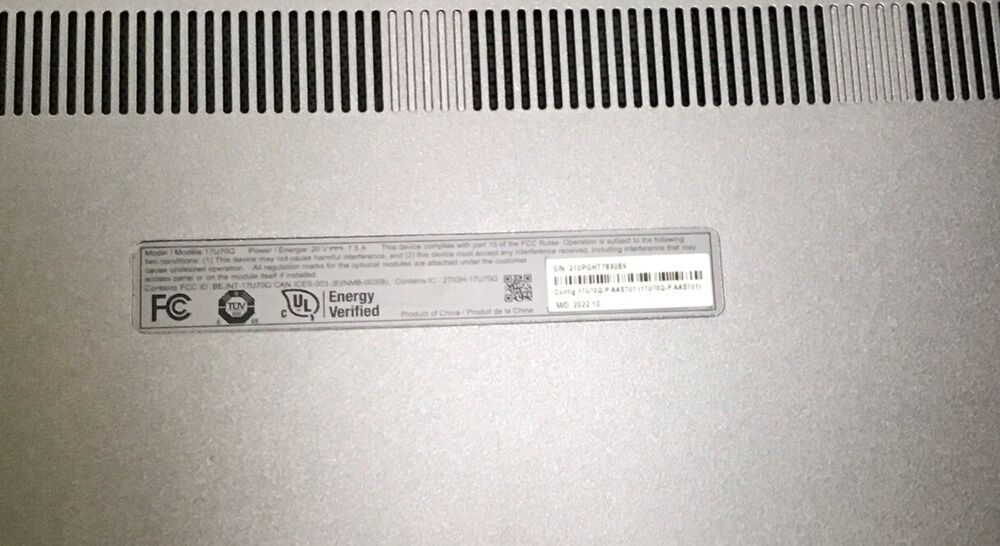 Model / Modèle: 17U70Q Power / Energie: 20 V⎓ 7.5 A This device complies with part 15 of the FCC Rules. Operation is subject to the following
two conditions: (1) This device may not cause harmful interference, and (2) this device must accept any interference received, including interference that may
cause undesired operation. All regulation marks for the optional modules are attached under the customer
access panel or on the module itself if installed.
Contains FCC ID: BEJNT-17U70Q CAN ICES-003 (B)/NMB-003(B), Contains IC : 2703H-17U70Q
FC
TÜV
C US
UL
C
Energy
Verified
Product of China / Produit de la Chine
S/N: 210PGHT789089
Config 17U70Q-P.AAS7U1 (17U70Q-P.AAS7U1)
M/D: 2022.10